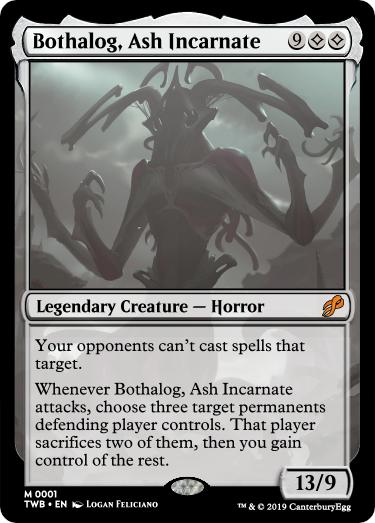 Bothalog, Ash Incarnate 9
Legendary Creature — Horror
Your opponents can't cast spells that
target.
Whenever Bothalog, Ash Incarnate
attacks, choose three target permanents
defending player controls. That player
sacrifices two of them, then you gain
control of the rest.
13/9
M 0001
TWB • EN LOGAN FELICIANO
™ & © 2019 CanterburyEgg